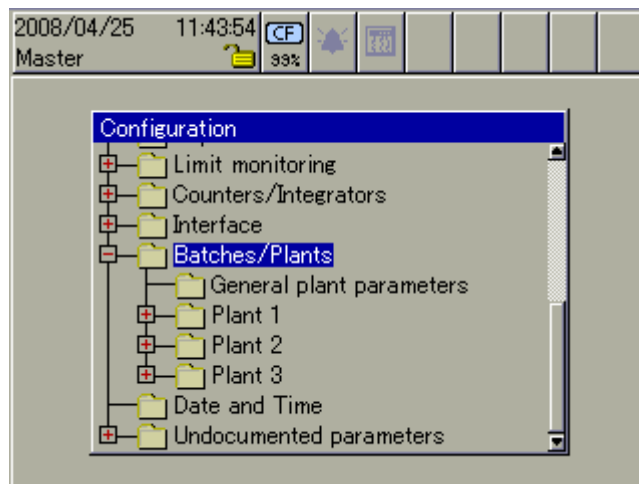 2008/04/25 11:43:54 CF
Master 99%
Configuration
Limit monitoring
Counters/Integrators
Interface
Batches/Plants
General plant parameters
Plant 1
Plant 2
Plant 3
Date and Time
Undocumented parameters